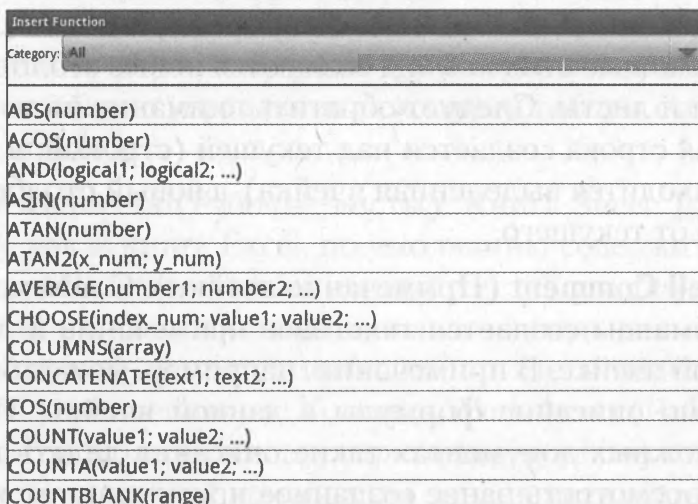 Insert Function
Category: All
ABS(number)
ACOS(number)
AND(logical1; logical2; ...)
ASIN(number)
ATAN(number)
ATAN2(x_num; y_num)
AVERAGE(number1; number2; ...)
CHOOSE(index_num; value1; value2; ...)
COLUMNS(array)
CONCATENATE(text1; text2; ...)
COS(number)
COUNT(value1; value2; ...)
COUNTA(value1; value2; ...)
COUNTBLANK(range)